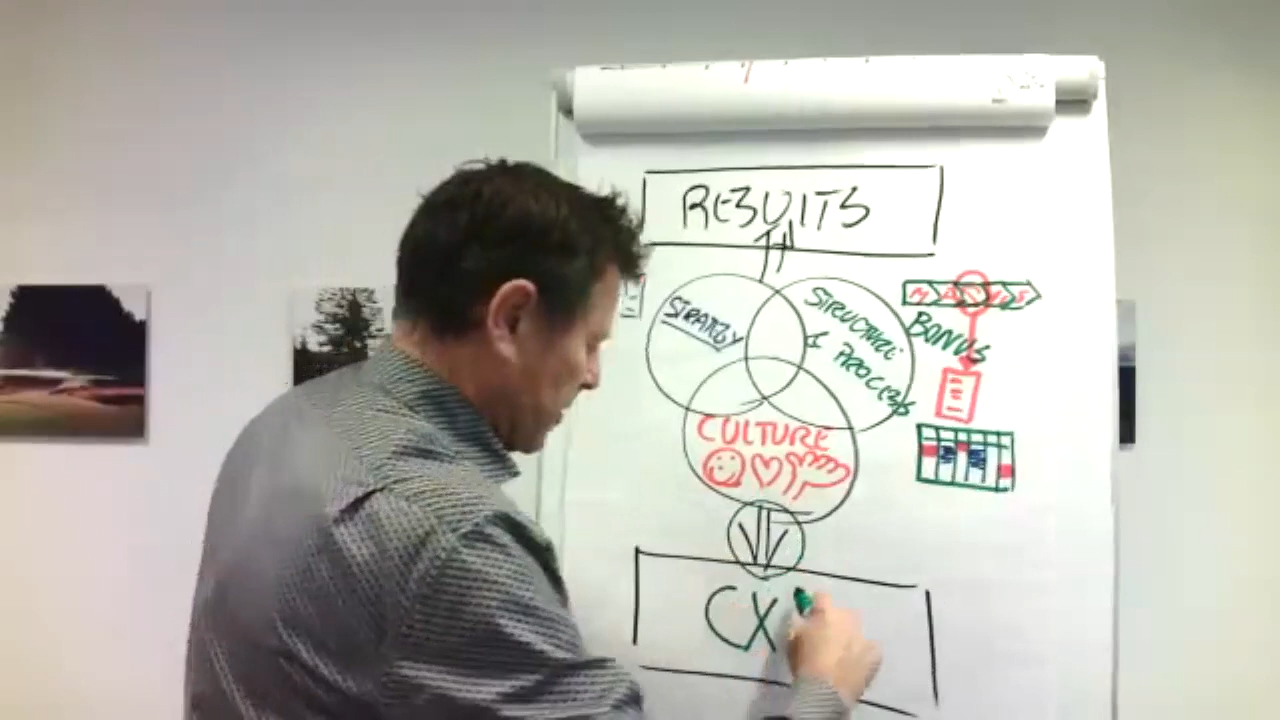 RESULTS
STRATEGY
STRUCTURE
& PROCESS
BONUS
CULTURE
CX